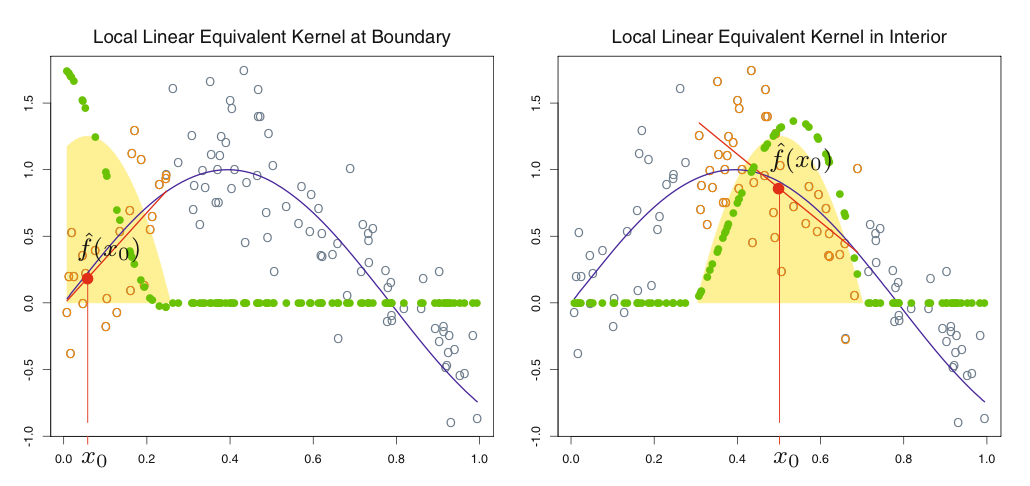 Local Linear Equivalent Kernel at Boundary
1.5
1.0
0.5
0.0
-0.5
-1.0
f̂(x₀)
0.0 x₀ 0.2 0.4 0.6 0.8 1.0
Local Linear Equivalent Kernel in Interior
1.5
1.0
0.5
0.0
-0.5
-1.0
f̂(x₀)
0.0 0.2 0.4 x₀ 0.6 0.8 1.0